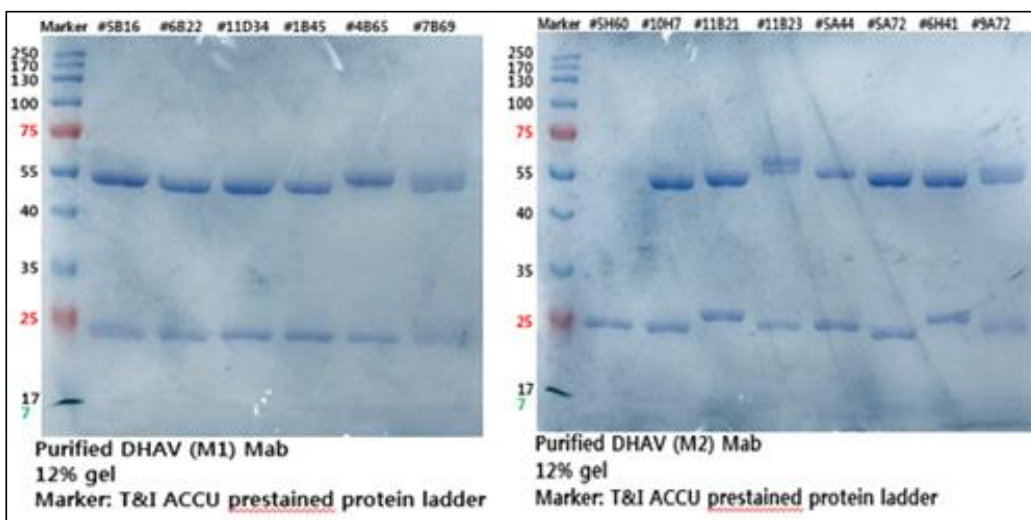 Marker #5B16 #6B22 #11D34 #1B45 #4B65 #7B69
250
170
130
100
75
55
40
35
25
17
7
Purified DHAV (M1) Mab
12% gel
Marker: T&I ACCU prestained protein ladder
Marker #5H60 #10H7 #11B21 #11B23 #5A44 #5A72 #6H41 #9A72
250
170
130
100
75
55
40
35
25
17
7
Purified DHAV (M2) Mab
12% gel
Marker: T&I ACCU prestained protein ladder